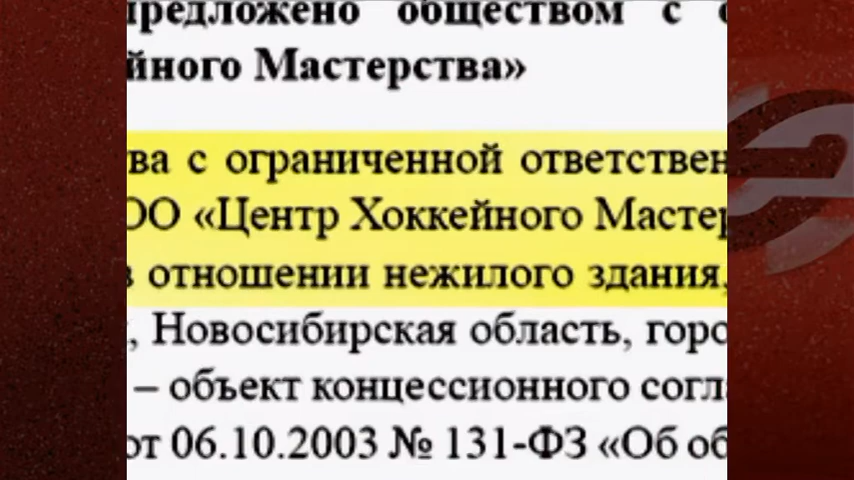 предложено обществом с
йного Мастерства»
ва с ограниченной ответствен
ОО «Центр Хоккейного Мастер
в отношении нежилого здания,
, Новосибирская область, горо
– объект концессионного согл
от 06.10.2003 № 131-ФЗ «Об об